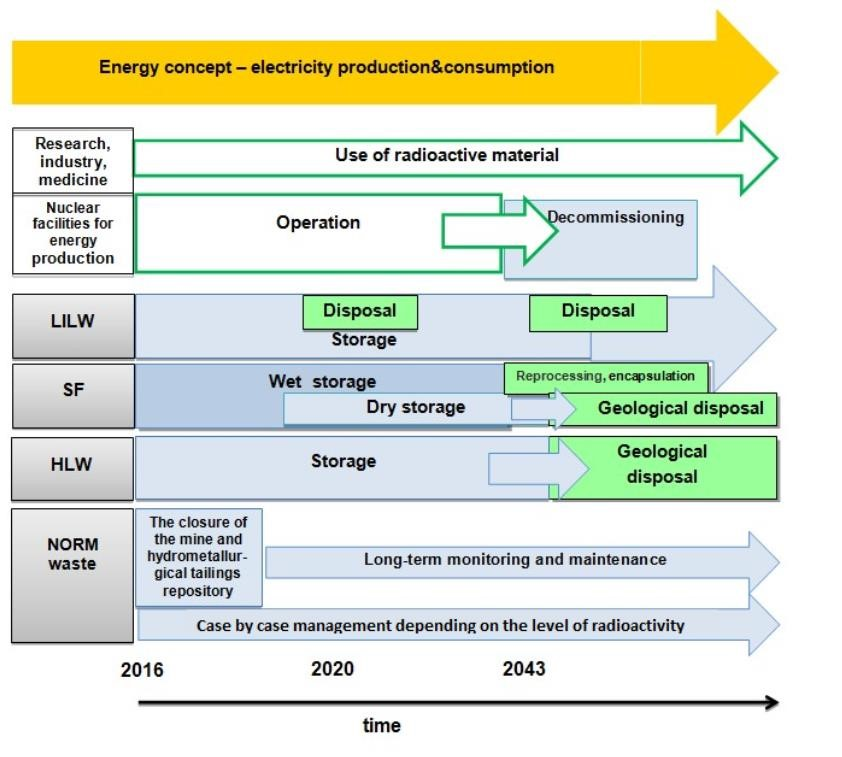 Energy concept – electricity production&consumption
Research,
industry,
medicine
Use of radioactive material
Nuclear
facilities for
energy
production
Operation
Decommissioning
LILW
Disposal
Disposal
Storage
SF
Wet storage
Reprocessing, encapsulation
Dry storage
Geological disposal
HLW
Storage
Geological
disposal
NORM
waste
The closure of
the mine and
hydrometallur-
gical tailings
repository
Long-term monitoring and maintenance
Case by case management depending on the level of radioactivity
2016
2020
2043
time